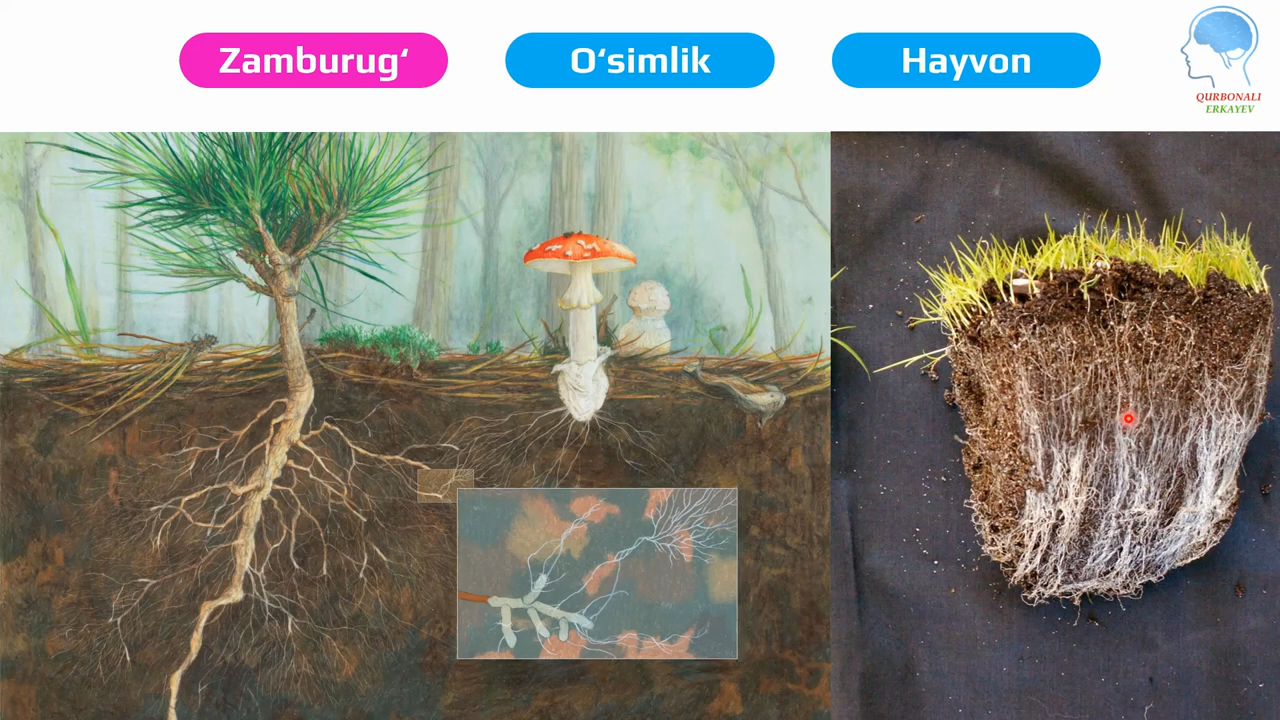 Zamburug‘
O‘simlik
Hayvon
QURBONALI
ERKAYEV